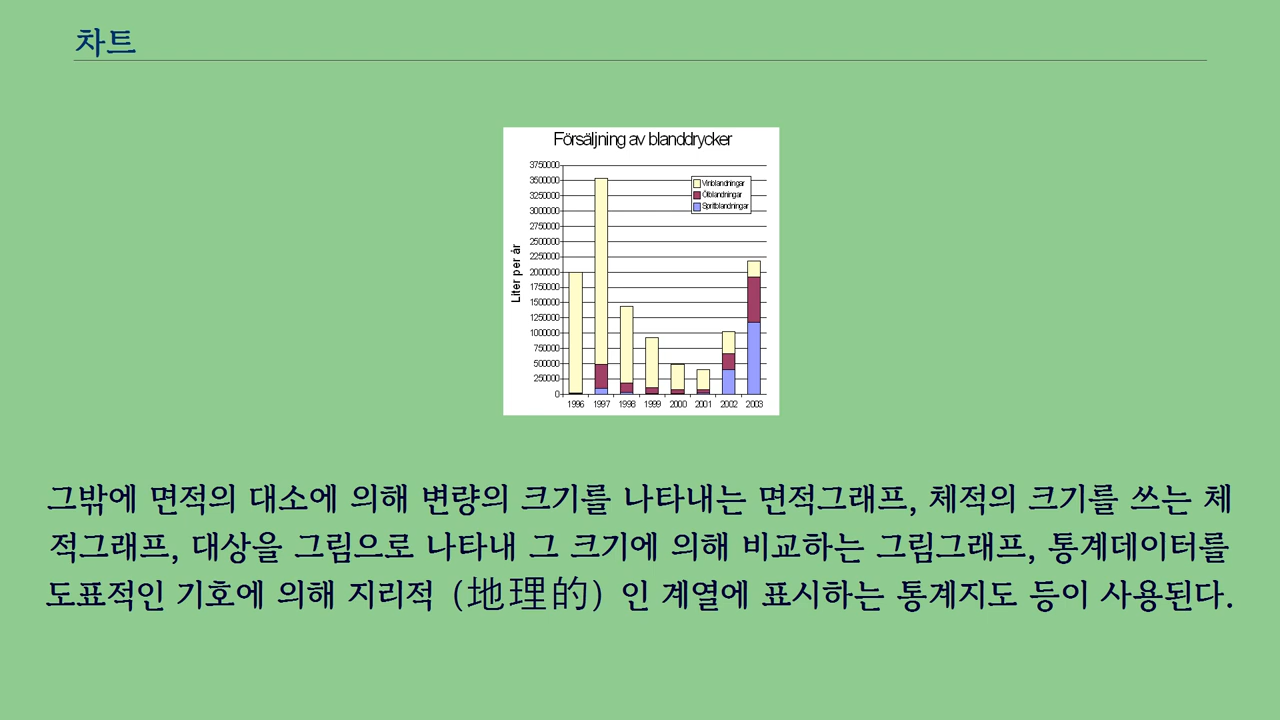 차트
Försäljning av blanddrycker
3750000
3500000
3250000
3000000
2750000
2500000
2250000
2000000
1750000
1500000
1250000
1000000
750000
500000
250000
0
Liter per år
Vinblandningar
Ölblandningar
Spritblandningar
1996 1997 1998 1999 2000 2001 2002 2003
그밖에 면적의 대소에 의해 변량의 크기를 나타내는 면적그래프, 체적의 크기를 쓰는 체
적그래프, 대상을 그림으로 나타내 그 크기에 의해 비교하는 그림그래프, 통계데이터를
도표적인 기호에 의해 지리적 (地理的) 인 계열에 표시하는 통계지도 등이 사용된다.